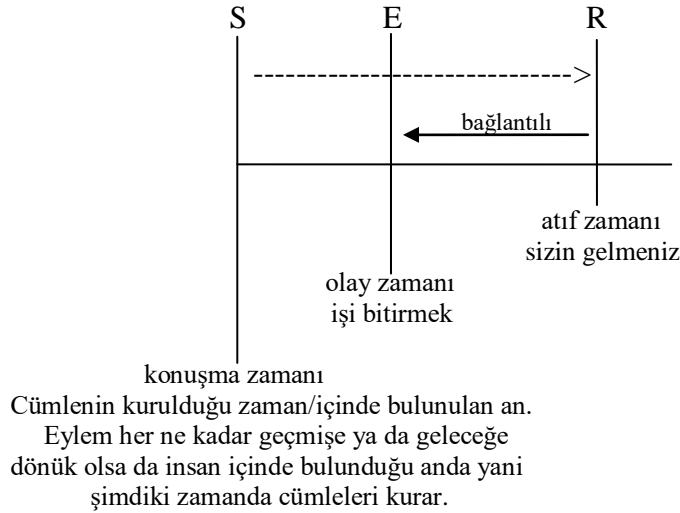 S E R
bağlantılı
atıf zamanı
sizin gelmeniz
olay zamanı
işi bitirmek
konuşma zamanı
Cümlenin kurulduğu zaman/içinde bulunulan an.
Eylem her ne kadar geçmişe ya da geleceğe
dönük olsa da insan içinde bulunduğu anda yani
şimdiki zamanda cümleleri kurar.